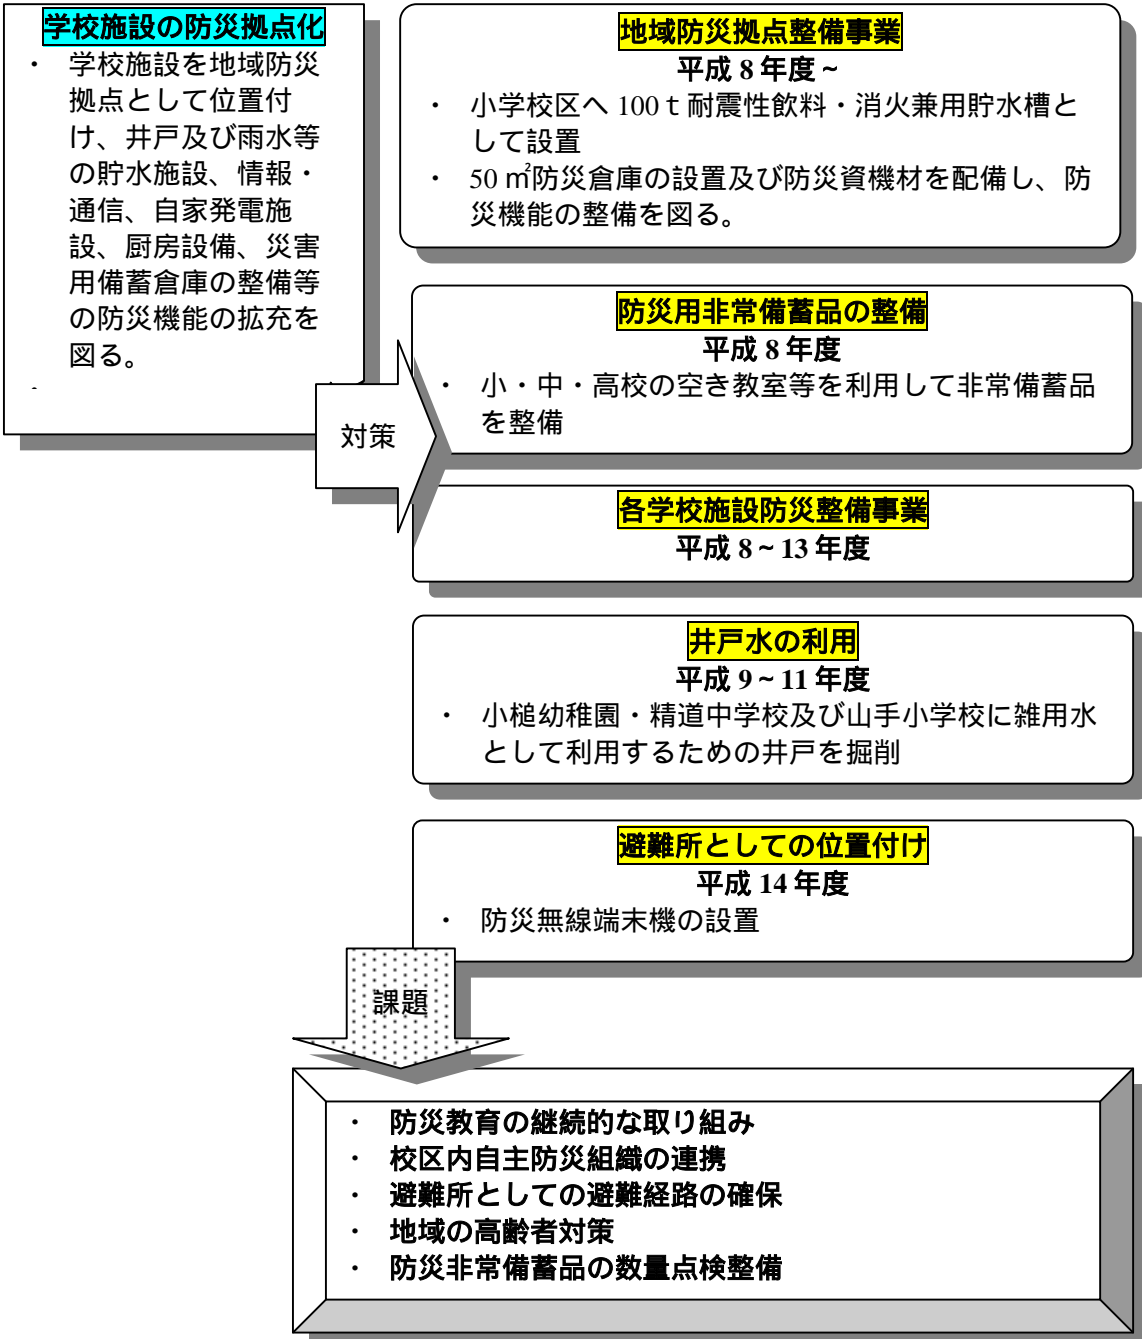 学校施設の防災拠点化
・ 学校施設を地域防災
拠点として位置付
け、井戸及び雨水等
の貯水施設、情報・
通信、自家発電施
設、厨房設備、災害
用備蓄倉庫の整備等
の防災機能の拡充を
図る。
対策
地域防災拠点整備事業
平成 8 年度～
・ 小学校区へ 100ｔ耐震性飲料・消火兼用貯水槽と
して設置
・ 50 ㎡防災倉庫の設置及び防災資機材を配備し、防
災機能の整備を図る。
防災用非常備蓄品の整備
平成 8 年度
・ 小・中・高校の空き教室等を利用して非常備蓄品
を整備
各学校施設防災整備事業
平成 8～13 年度
井戸水の利用
平成 9～11 年度
・ 小槌幼稚園・精道中学校及び山手小学校に雑用水
として利用するための井戸を掘削
避難所としての位置付け
平成 14 年度
・ 防災無線端末機の設置
課題
・ 防災教育の継続的な取り組み
・ 校区内自主防災組織の連携
・ 避難所としての避難経路の確保
・ 地域の高齢者対策
・ 防災非常備蓄品の数量点検整備